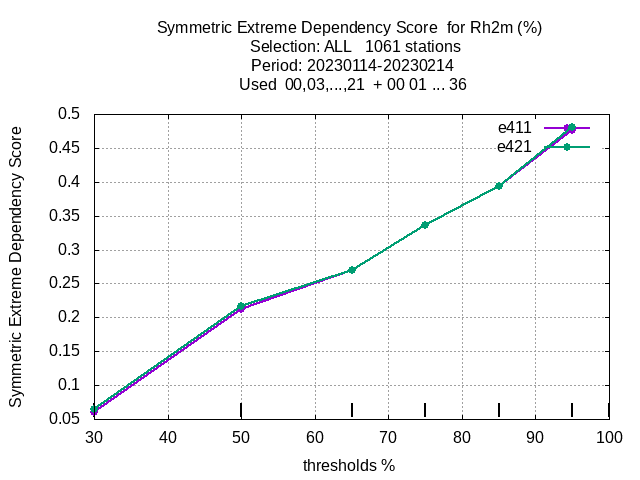 Symmetric Extreme Dependency Score  for Rh2m (%)
Selection: ALL   1061 stations
Period: 20230114-20230214
Used  00,03,...,21  + 00 01 ... 36
Symmetric Extreme Dependency Score
0.5
0.45
0.4
0.35
0.3
0.25
0.2
0.15
0.1
0.05
e411
e421
30 40 50 60 70 80 90 100
thresholds %